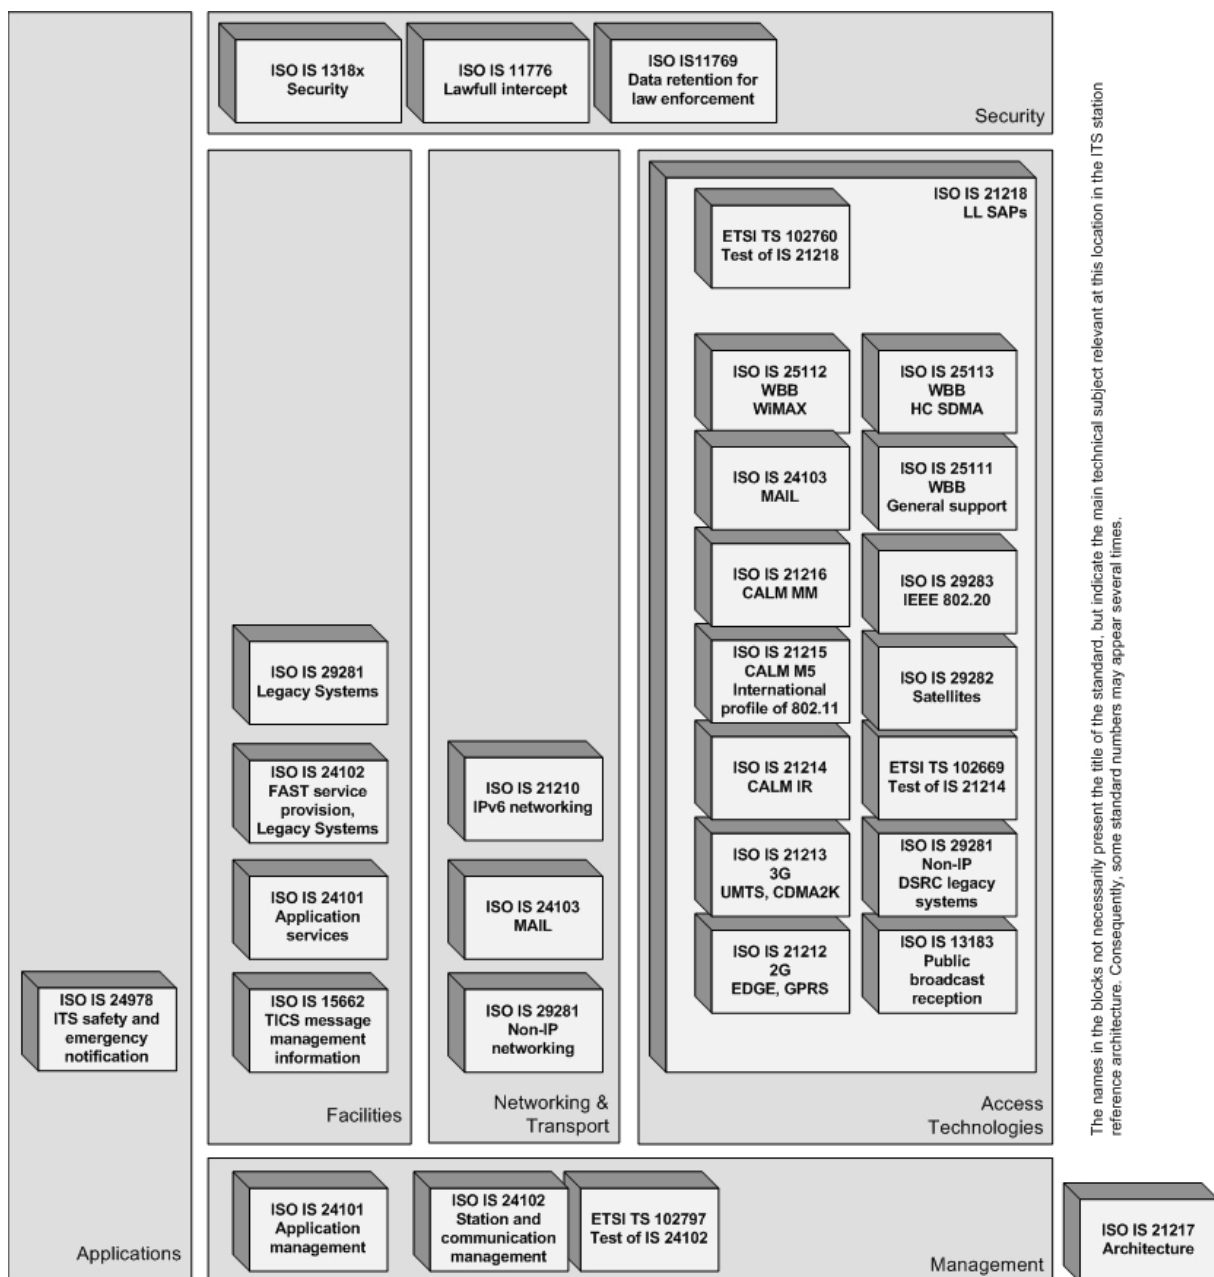 ISO IS 1318x
Security
ISO IS 11776
Lawfull intercept
ISO IS11769
Data retention for
law enforcement
Security
ISO IS 21218
LL SAPs
ETSI TS 102760
Test of IS 21218
ISO IS 25112
WBB
WiMAX
ISO IS 25113
WBB
HC SDMA
ISO IS 24103
MAIL
ISO IS 25111
WBB
General support
ISO IS 21216
CALM MM
ISO IS 29283
IEEE 802.20
ISO IS 21215
CALM M5
International
profile of 802.11
ISO IS 29282
Satellites
ISO IS 21214
CALM IR
ETSI TS 102669
Test of IS 21214
ISO IS 21213
3G
UMTS, CDMA2K
ISO IS 29281
Non-IP
DSRC legacy
systems
ISO IS 21212
2G
EDGE, GPRS
ISO IS 13183
Public
broadcast
reception
Access
Technologies
ISO IS 29281
Legacy Systems
ISO IS 24102
FAST service
provision,
Legacy Systems
ISO IS 24101
Application
services
ISO IS 15662
TICS message
management
information
Facilities
ISO IS 21210
IPv6 networking
ISO IS 24103
MAIL
ISO IS 29281
Non-IP
networking
Networking &
Transport
ISO IS 24978
ITS safety and
emergency
notification
Applications
ISO IS 24101
Application
management
ISO IS 24102
Station and
communication
management
ETSI TS 102797
Test of IS 24102
Management
ISO IS 21217
Architecture
The names in the blocks not necessarily present the title of the standard, but indicate the main technical subject relevant at this location in the ITS station
reference architecture. Consequently, some standard numbers may appear several times.